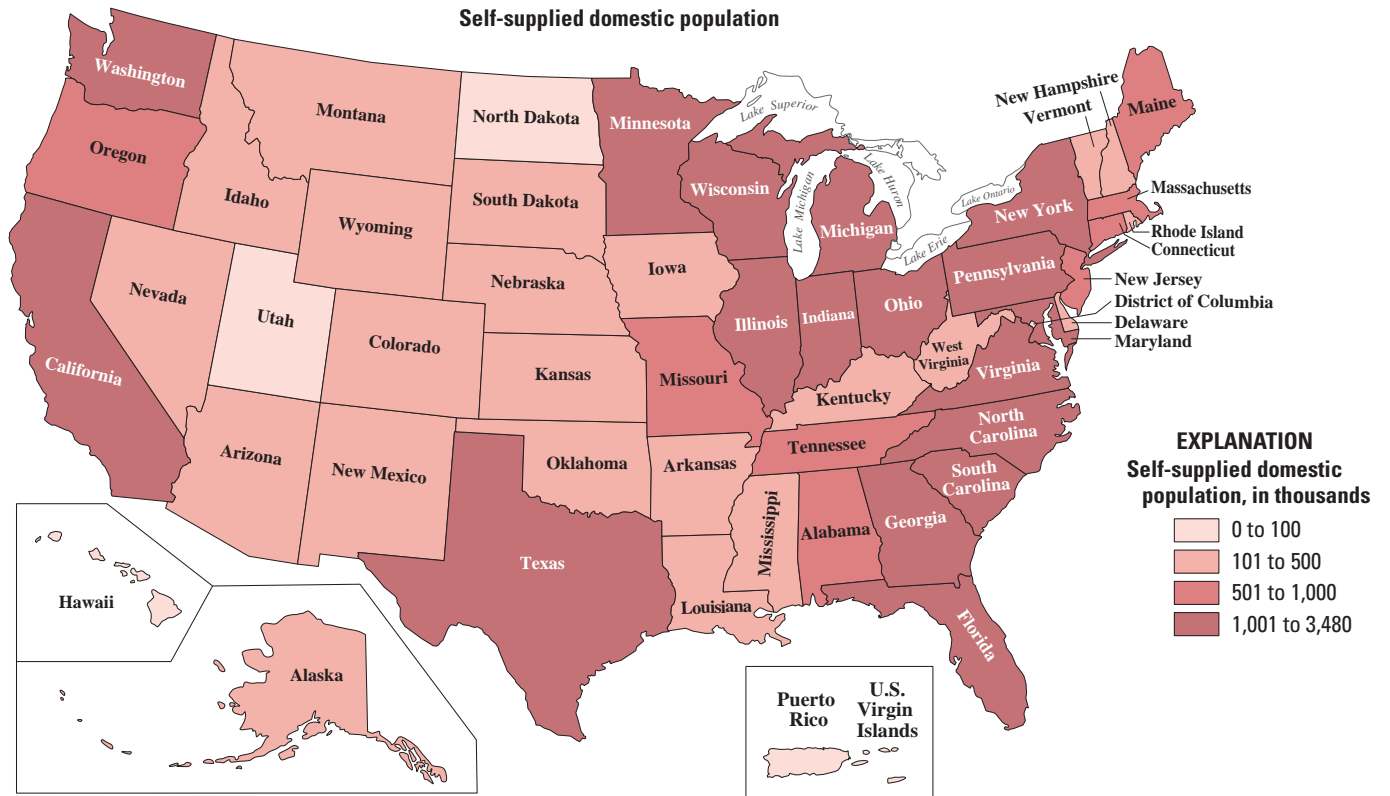 Self-supplied domestic population
Washington
Oregon
California
Nevada
Idaho
Montana
Wyoming
Utah
Arizona
Colorado
New Mexico
North Dakota
South Dakota
Nebraska
Kansas
Oklahoma
Texas
Minnesota
Iowa
Missouri
Arkansas
Louisiana
Wisconsin
Illinois
Michigan
Indiana
Ohio
Kentucky
Tennessee
Mississippi
Alabama
Georgia
Florida
South
Carolina
North
Carolina
Virginia
West
Virginia
Pennsylvania
New York
New Hampshire
Vermont
Maine
Massachusetts
Rhode Island
Connecticut
New Jersey
District of Columbia
Delaware
Maryland
Lake Superior
Lake Michigan
Lake Huron
Lake Erie
Lake Ontario
Hawaii
Alaska
Puerto
Rico
U.S.
Virgin
Islands
EXPLANATION
Self-supplied domestic
population, in thousands
0 to 100
101 to 500
501 to 1,000
1,001 to 3,480